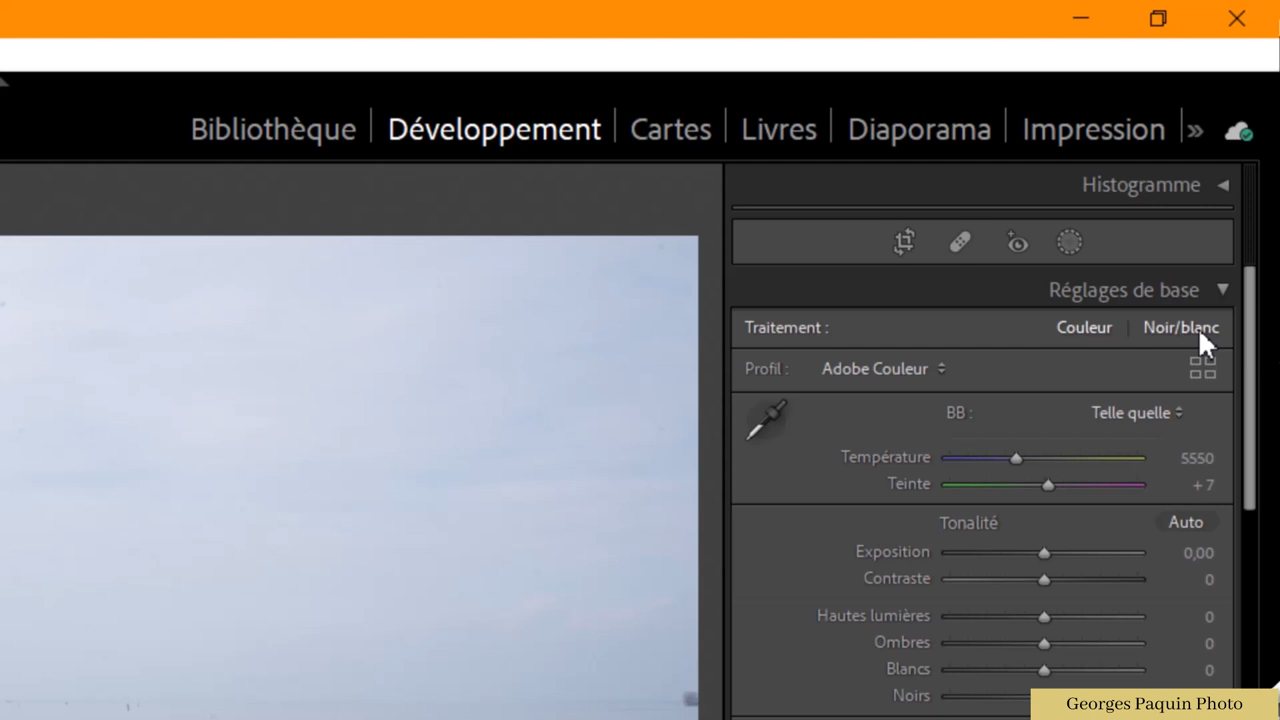 Bibliothèque Développement Cartes Livres Diaporama Impression »
Histogramme
Réglages de base
Traitement : Couleur Noir/blanc
Profil : Adobe Couleur
BB : Telle quelle
Température 5550
Teinte + 7
Tonalité Auto
Exposition 0,00
Contraste 0
Hautes lumières 0
Ombres 0
Blancs 0
Noirs
Georges Paquin Photo